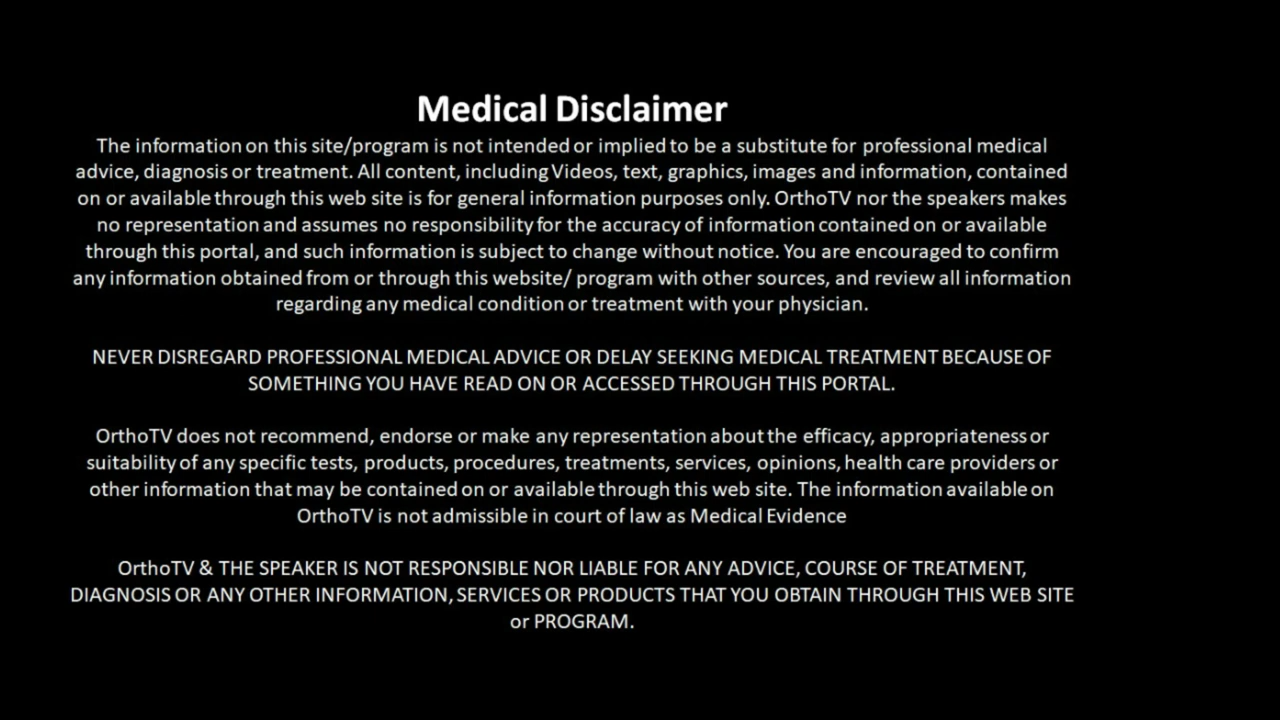 Medical Disclaimer
The information on this site/program is not intended or implied to be a substitute for professional medical
advice, diagnosis or treatment. All content, including Videos, text, graphics, images and information, contained
on or available through this web site is for general information purposes only. OrthoTV nor the speakers makes
no representation and assumes no responsibility for the accuracy of information contained on or available
through this portal, and such information is subject to change without notice. You are encouraged to confirm
any information obtained from or through this website/ program with other sources, and review all information
regarding any medical condition or treatment with your physician.
NEVER DISREGARD PROFESSIONAL MEDICAL ADVICE OR DELAY SEEKING MEDICAL TREATMENT BECAUSE OF
SOMETHING YOU HAVE READ ON OR ACCESSED THROUGH THIS PORTAL.
OrthoTV does not recommend, endorse or make any representation about the efficacy, appropriateness or
suitability of any specific tests, products, procedures, treatments, services, opinions, health care providers or
other information that may be contained on or available through this web site. The information available on
OrthoTV is not admissible in court of law as Medical Evidence
OrthoTV & THE SPEAKER IS NOT RESPONSIBLE NOR LIABLE FOR ANY ADVICE, COURSE OF TREATMENT,
DIAGNOSIS OR ANY OTHER INFORMATION, SERVICES OR PRODUCTS THAT YOU OBTAIN THROUGH THIS WEB SITE
or PROGRAM.